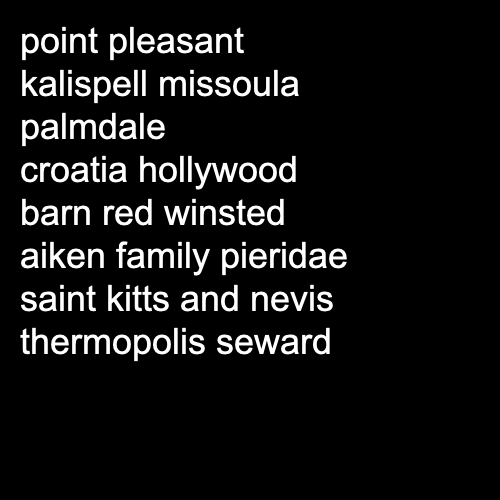 point pleasant
kalispell missoula
palmdale
croatia hollywood
barn red winsted
aiken family pieridae
saint kitts and nevis
thermopolis seward